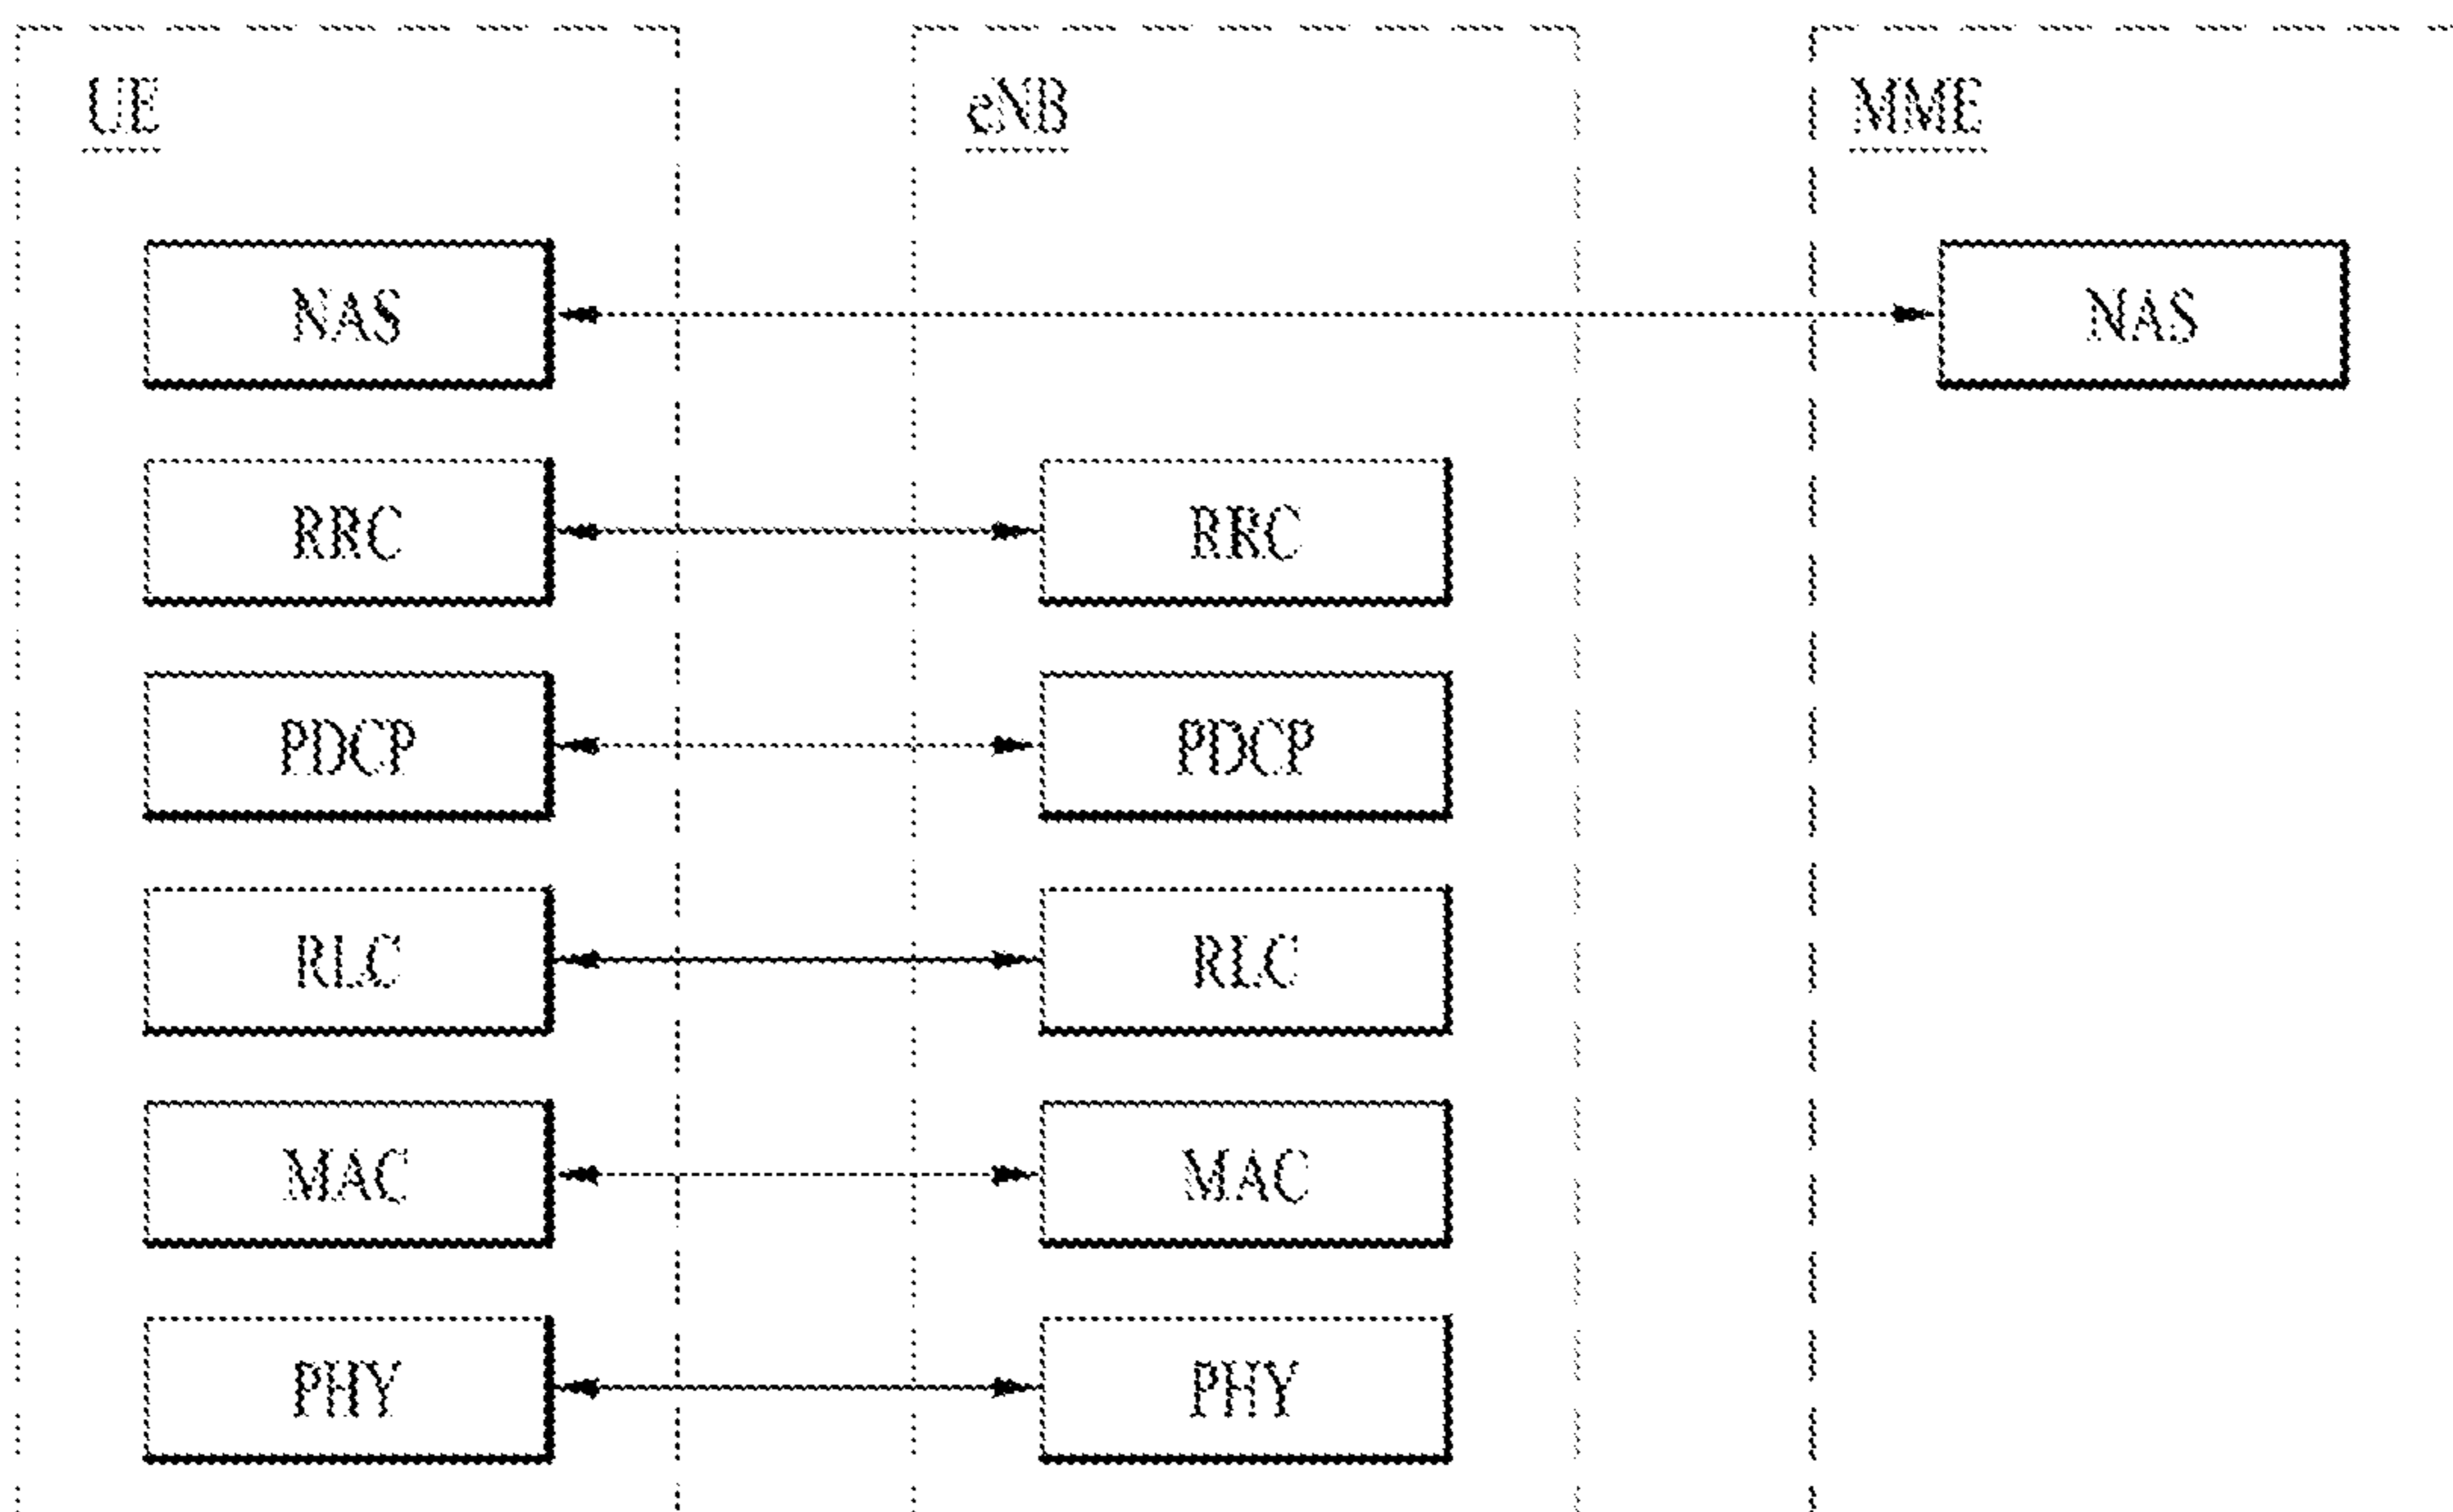 UE eNB MME
NAS NAS
RRC RRC
PDCP PDCP
RLC RLC
MAC MAC
PHY PHY